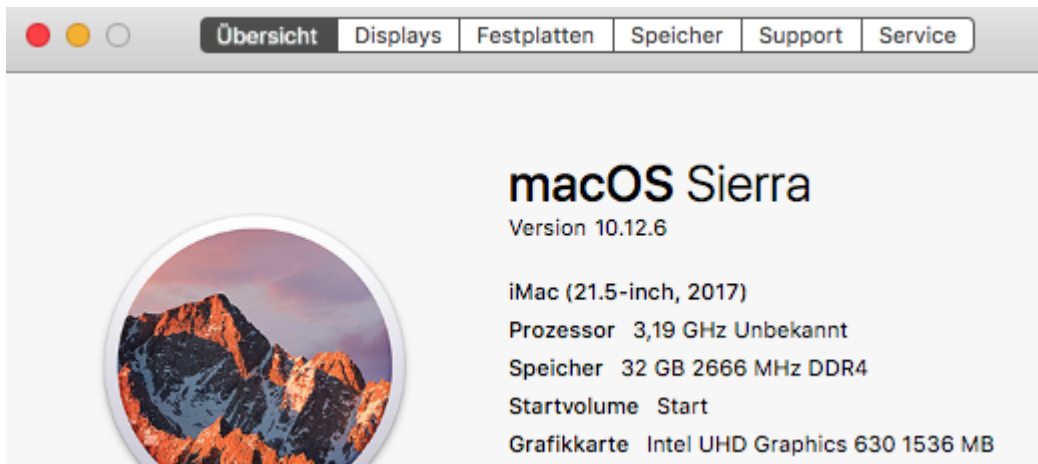 Übersicht Displays Festplatten Speicher Support Service
macOS Sierra
Version 10.12.6
iMac (21.5-inch, 2017)
Prozessor 3,19 GHz Unbekannt
Speicher 32 GB 2666 MHz DDR4
Startvolume Start
Grafikkarte Intel UHD Graphics 630 1536 MB